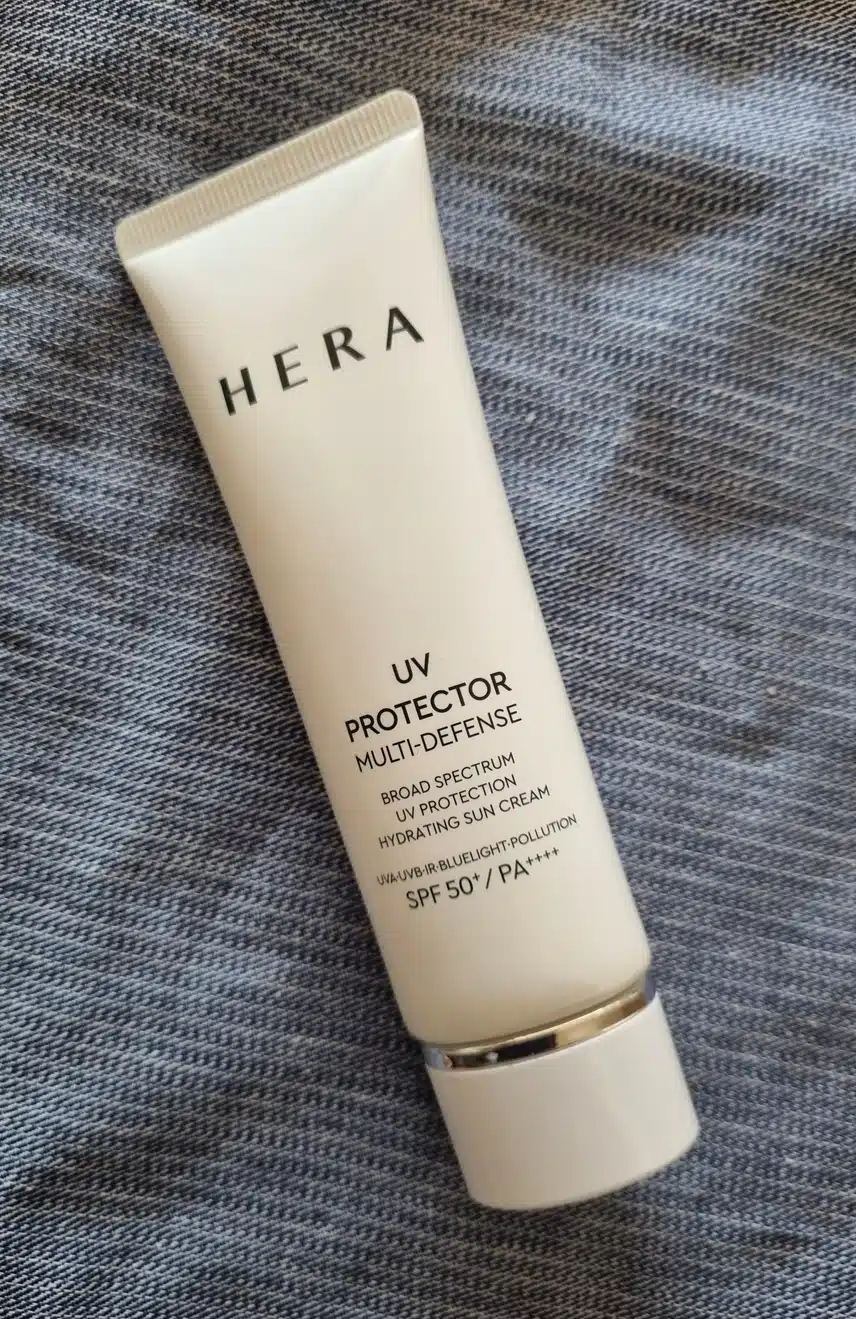 HERA
UV
PROTECTOR
MULTI-DEFENSE
BROAD SPECTRUM
UV PROTECTION
HYDRATING SUN CREAM
UVA·UVB·IR·BLUELIGHT·POLLUTION
SPF 50⁺ / PA⁺⁺⁺⁺